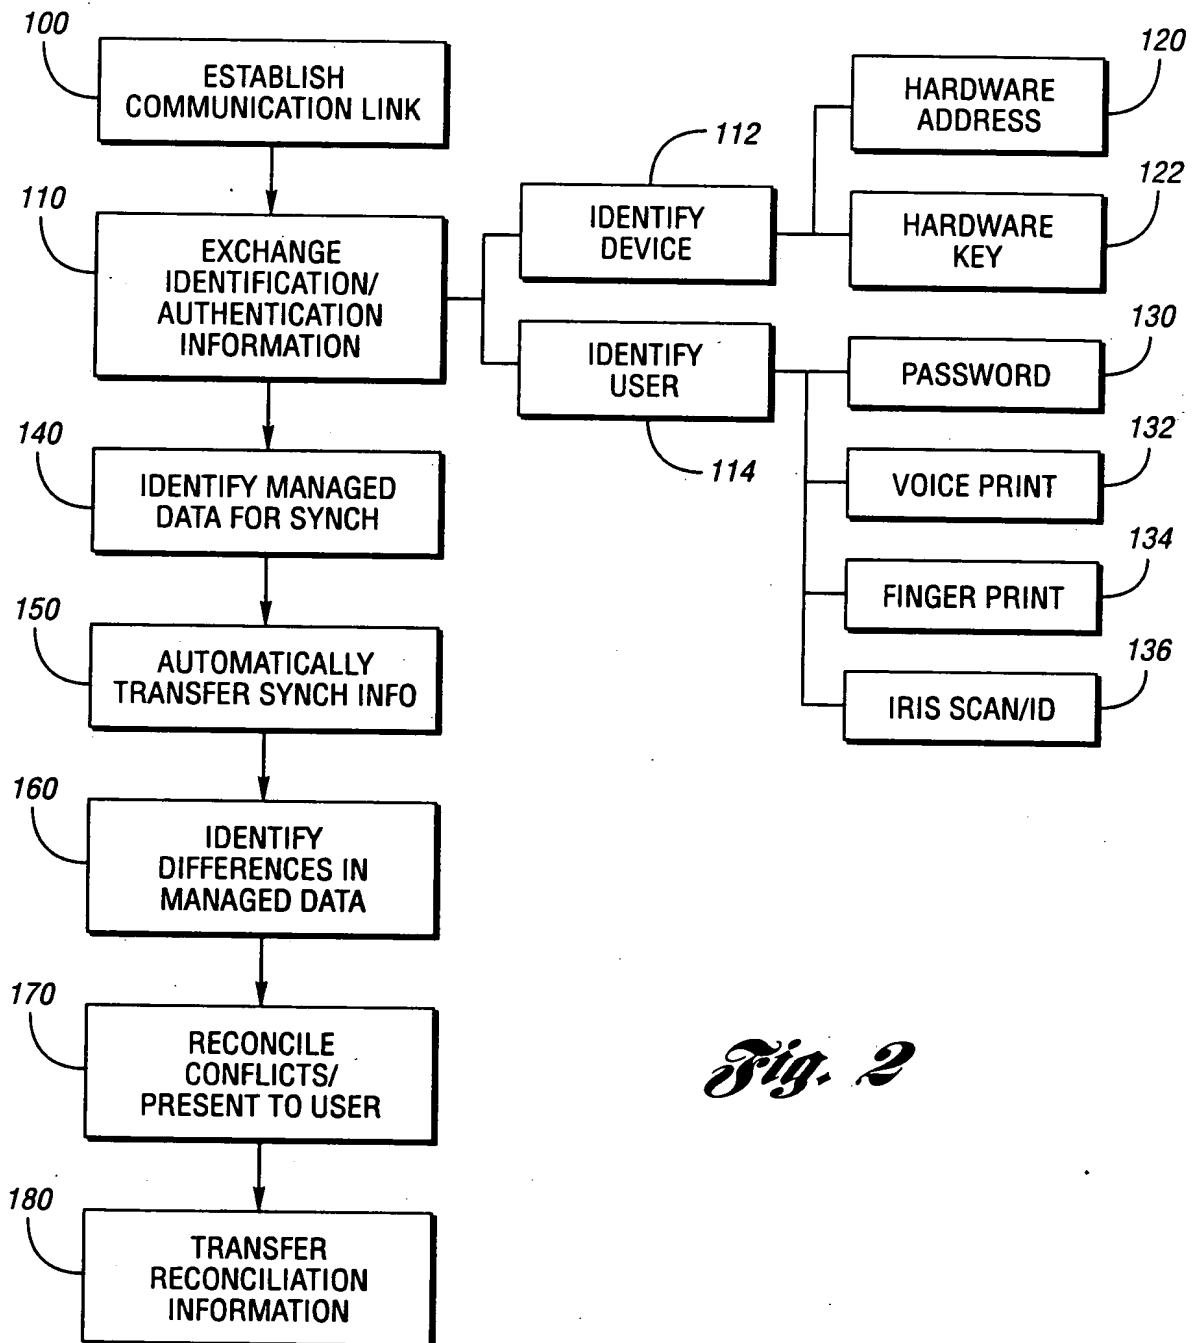 100
ESTABLISH
COMMUNICATION LINK
110
EXCHANGE
IDENTIFICATION/
AUTHENTICATION
INFORMATION
112
IDENTIFY
DEVICE
120
HARDWARE
ADDRESS
122
HARDWARE
KEY
IDENTIFY
USER
114
130
PASSWORD
132
VOICE PRINT
134
FINGER PRINT
136
IRIS SCAN/ID
140
IDENTIFY MANAGED
DATA FOR SYNCH
150
AUTOMATICALLY
TRANSFER SYNCH INFO
160
IDENTIFY
DIFFERENCES IN
MANAGED DATA
170
RECONCILE
CONFLICTS/
PRESENT TO USER
180
TRANSFER
RECONCILIATION
INFORMATION
Fig. 2